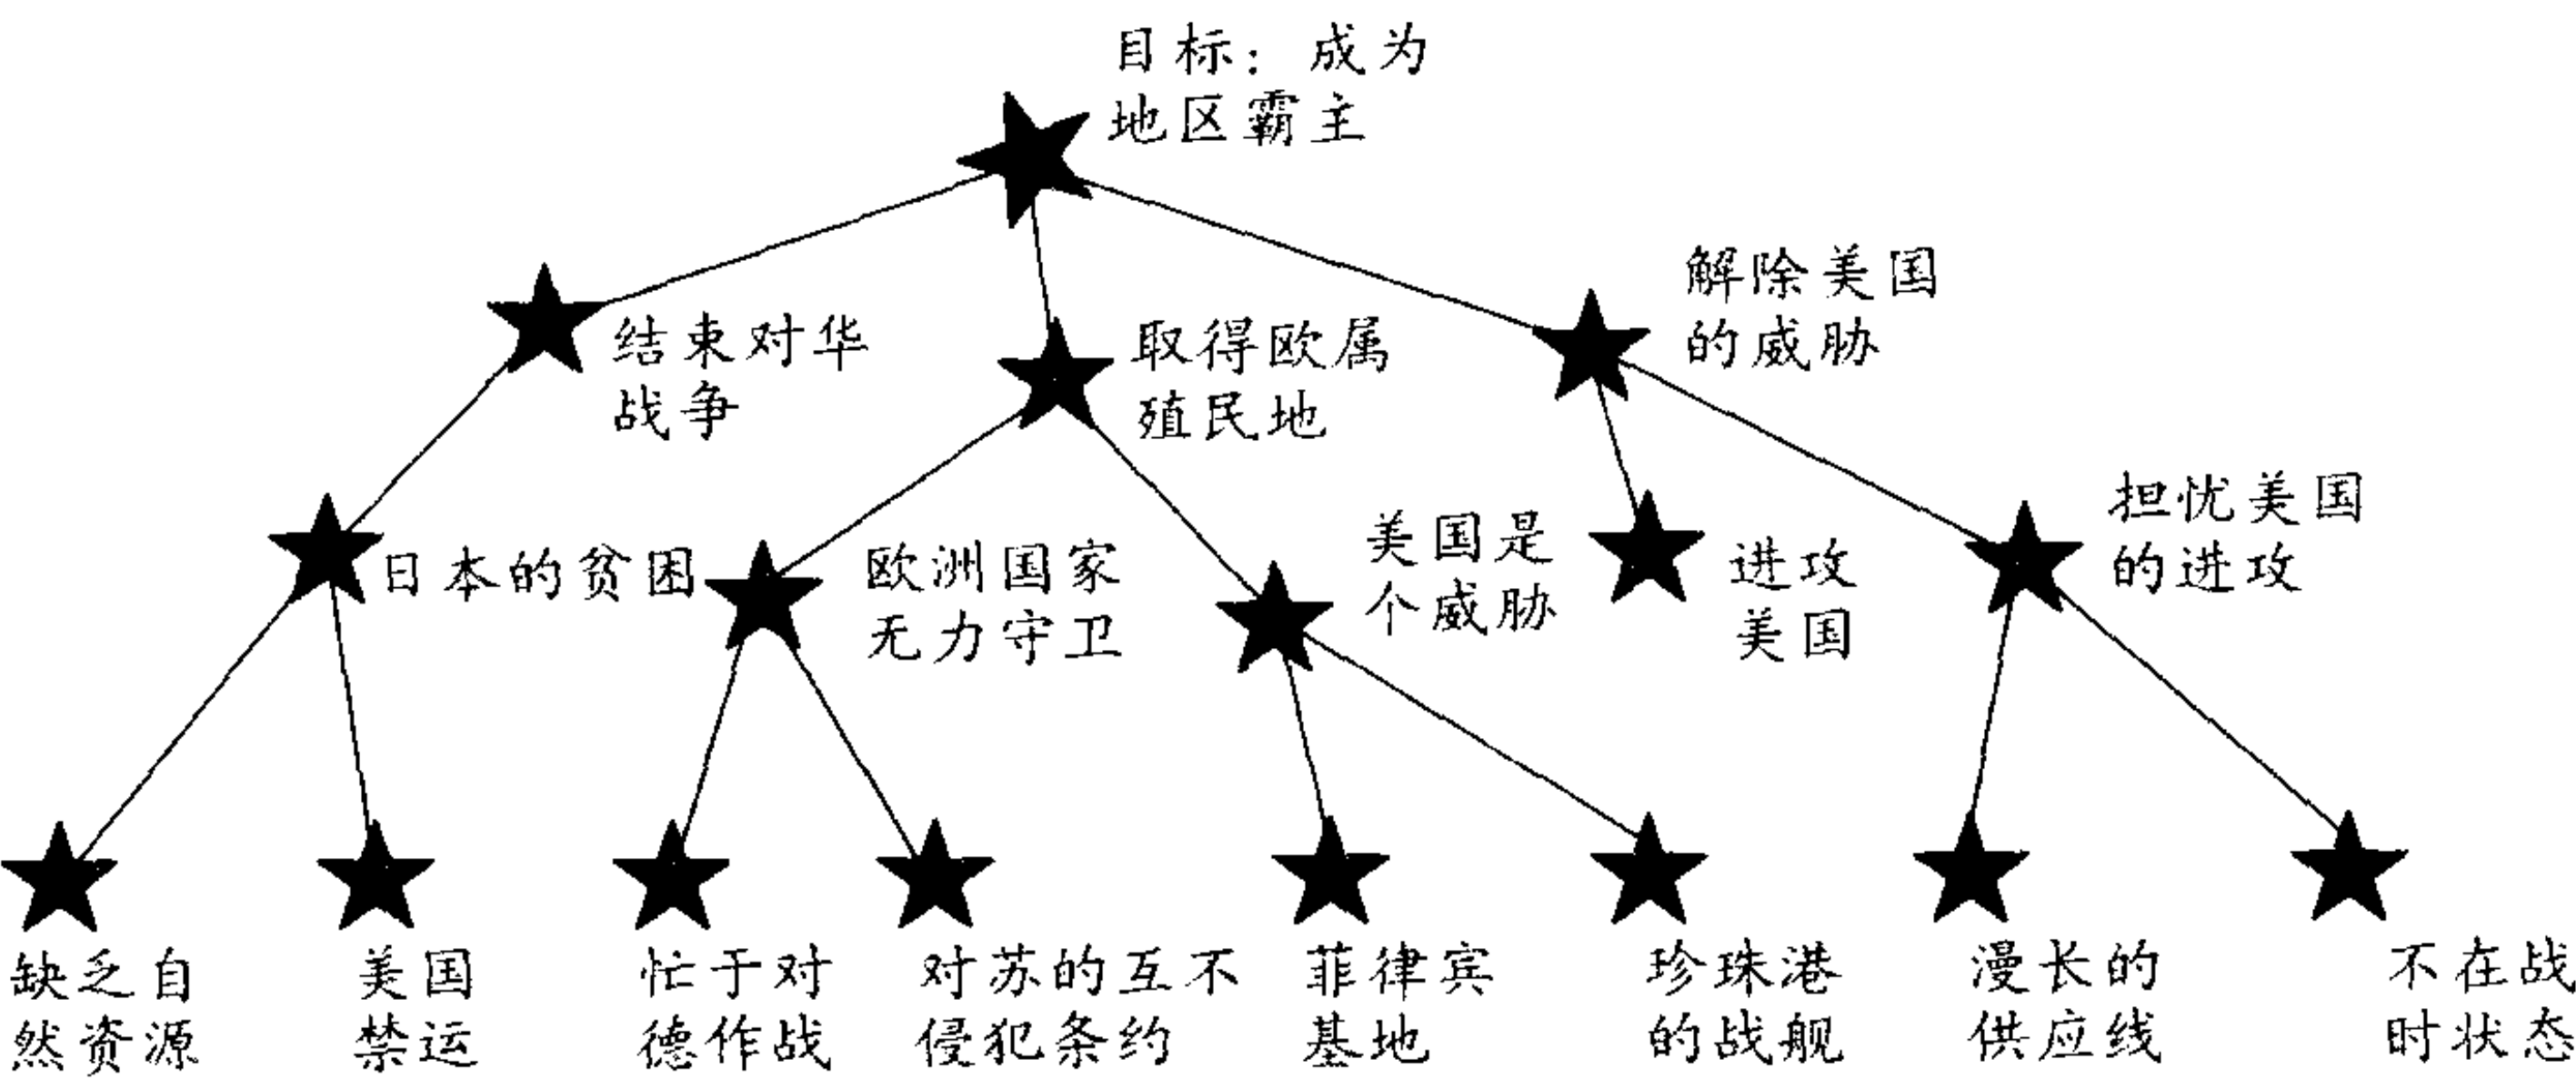 目标：成为
地区霸主
结束对华
战争
取得欧属
殖民地
解除美国
的威胁
日本的贫困
欧洲国家
无力守卫
美国是
个威胁
进攻
美国
担忧美国
的进攻
缺乏自
然资源
美国
禁运
忙于对
德作战
对苏的互不
侵犯条约
菲律宾
基地
珍珠港
的战舰
漫长的
供应线
不在战
时状态